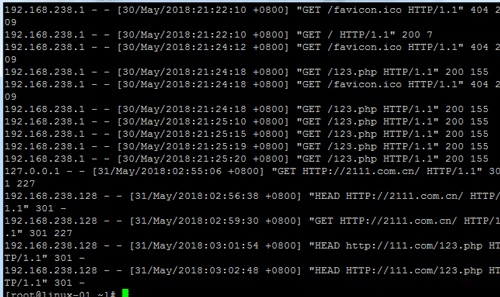 192.168.238.1 - - [30/May/2018:21:22:10 +0800] "GET /favicon.ico HTTP/1.1" 404 2
09
192.168.238.1 - - [30/May/2018:21:22:10 +0800] "GET / HTTP/1.1" 200 7
192.168.238.1 - - [30/May/2018:21:24:12 +0800] "GET /favicon.ico HTTP/1.1" 404 2
09
192.168.238.1 - - [30/May/2018:21:24:18 +0800] "GET /123.php HTTP/1.1" 200 155
192.168.238.1 - - [30/May/2018:21:24:18 +0800] "GET /favicon.ico HTTP/1.1" 404 2
09
192.168.238.1 - - [30/May/2018:21:24:18 +0800] "GET /123.php HTTP/1.1" 200 155
192.168.238.1 - - [30/May/2018:21:25:10 +0800] "GET /123.php HTTP/1.1" 200 155
192.168.238.1 - - [30/May/2018:21:25:15 +0800] "GET /123.php HTTP/1.1" 200 155
192.168.238.1 - - [30/May/2018:21:25:19 +0800] "GET /123.php HTTP/1.1" 200 155
192.168.238.1 - - [30/May/2018:21:25:20 +0800] "GET /123.php HTTP/1.1" 200 155
127.0.0.1 - - [31/May/2018:02:55:06 +0800] "GET HTTP://2111.com.cn/ HTTP/1.1" 30
1 227
192.168.238.128 - - [31/May/2018:02:56:38 +0800] "HEAD HTTP://2111.com.cn/ HTTP/
1.1" 301 -
192.168.238.128 - - [31/May/2018:02:59:30 +0800] "GET HTTP://2111.com.cn/ HTTP/1
.1" 301 227
192.168.238.128 - - [31/May/2018:03:01:54 +0800] "HEAD http://111.com/123.php HT
TP/1.1" 301 -
192.168.238.128 - - [31/May/2018:03:02:48 +0800] "HEAD HTTP://111.com/123.php HT
TP/1.1" 301 -
[root@linux-01 ~]#